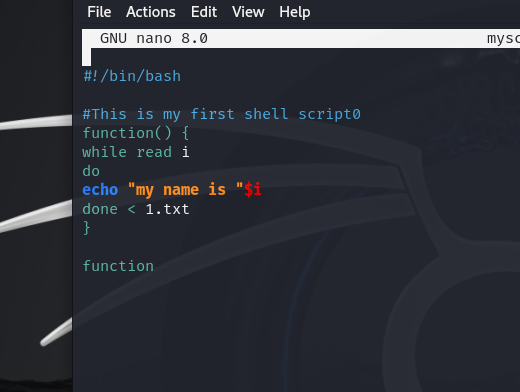 File Actions Edit View Help
GNU nano 8.0 mysc
#!/bin/bash
#This is my first shell script0
function() {
while read i
do
echo "my name is "$i
done < 1.txt
}
function